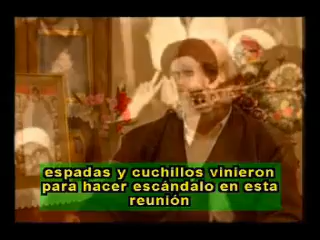 espadas y cuchillos vinieron
para hacer escándalo en esta
reunión